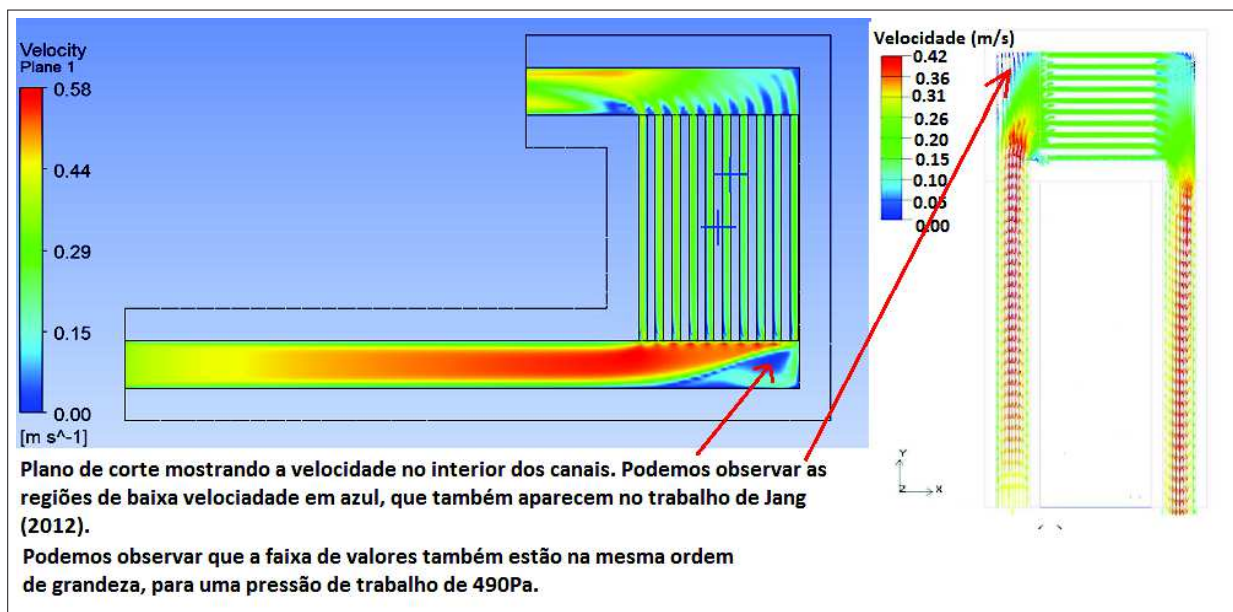 Velocity
Plane 1
0.58
0.44
0.29
0.15
0.00
[m s^-1]
Velocidade (m/s)
0.42
0.36
0.31
0.26
0.20
0.15
0.10
0.05
0.00
Y
Z
X
Plano de corte mostrando a velocidade no interior dos canais. Podemos observar as
regiões de baixa velociadade em azul, que também aparecem no trabalho de Jang
(2012).
Podemos observar que a faixa de valores também estão na mesma ordem
de grandeza, para uma pressão de trabalho de 490Pa.